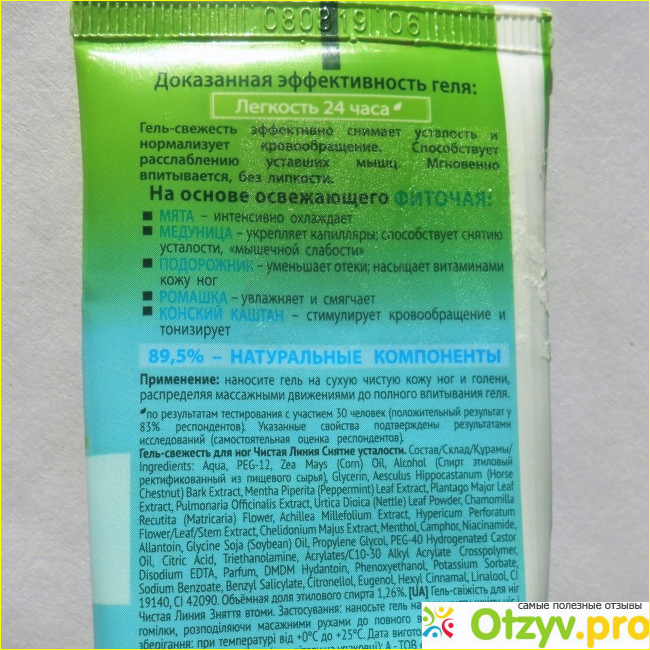 080319 06
Доказанная эффективность геля:
Легкость 24 часа
Гель-свежесть эффективно снимает усталость и
нормализует кровообращение. Способствует
расслаблению уставших мышц. Мгновенно
впитывается, без липкости.
На основе освежающего ФИТОЧАЯ:
МЯТА – интенсивно охлаждает
МЕДУНИЦА – укрепляет капилляры; способствует снятию
усталости, «мышечной слабости»
ПОДОРОЖНИК – уменьшает отеки; насыщает витаминами
кожу ног
РОМАШКА – увлажняет и смягчает
КОНСКИЙ КАШТАН – стимулирует кровообращение и
тонизирует
89,5% – НАТУРАЛЬНЫЕ КОМПОНЕНТЫ
Применение: наносите гель на сухую чистую кожу ног и голени,
распределяя массажными движениями до полного впитывания геля.
по результатам тестирования с участием 30 человек (положительный результат у
83% респондентов). Указанные свойства подтверждены результатами
исследований (самостоятельная оценка респондентов).
Гель-свежесть для ног Чистая Линия Снятие усталости. Состав/Склад/Құрамы/
Ingredients: Aqua, PEG-12, Zea Mays (Corn) Oil, Alcohol (Спирт этиловый
ректификованный из пищевого сырья), Glycerin, Aesculus Hippocastanum (Horse
Chestnut) Bark Extract, Mentha Piperita (Peppermint) Leaf Extract, Plantago Major Leaf
Extract, Pulmonaria Officinalis Extract, Urtica Dioica (Nettle) Leaf Powder, Chamomilla
Recutita (Matricaria) Flower, Achillea Millefolium Extract, Hypericum Perforatum
Flower/Leaf/Stem Extract, Chelidonium Majus Extract, Menthol, Camphor, Niacinamide,
Allantoin, Glycine Soja (Soybean) Oil, Propylene Glycol, PEG-40 Hydrogenated Castor
Oil, Citric Acid, Triethanolamine, Acrylates/C10-30 Alkyl Acrylate Crosspolymer,
Disodium EDTA, Parfum, DMDM Hydantoin, Phenoxyethanol, Potassium Sorbate,
Sodium Benzoate, Benzyl Salicylate, Citronellol, Eugenol, Hexyl Cinnamal, Linalool, CI
19140, CI 42090. Объёмная доля этилового спирта 1,26%. [UA] Гель-свіжість для ніг
Чистая Линия Зняття втоми. Застосування: наносьте гель на
гомілки, розподіляючи масажними рухами до повного
зберігання: при температурі від +0°С до +25°С. Дата вигото
самые полезные отзывы
Otzyv.pro